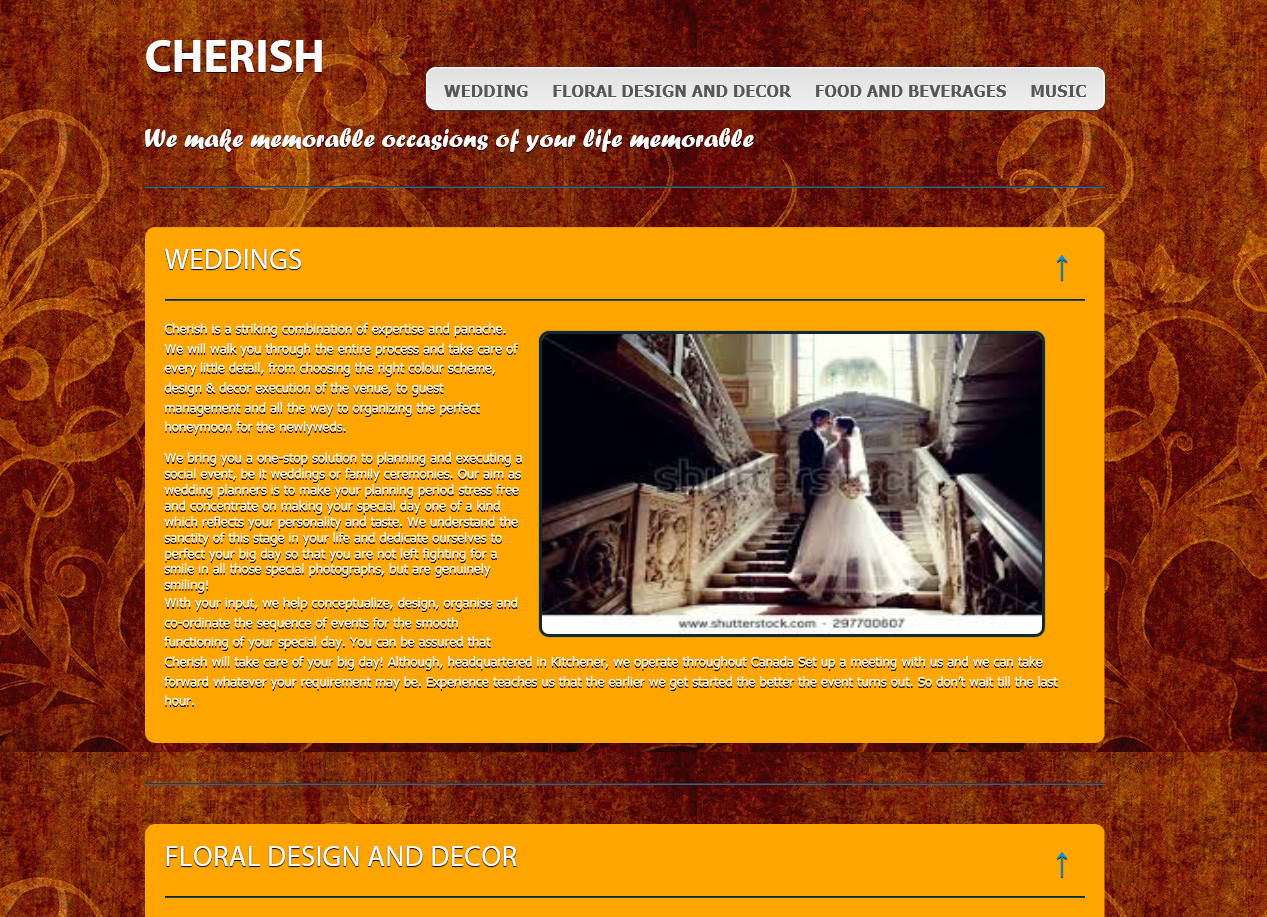 CHERISH
WEDDING FLORAL DESIGN AND DECOR FOOD AND BEVERAGES MUSIC
We make memorable occasions of your life memorable
WEDDINGS
↑
Cherish is a striking combination of expertise and panache.
We will walk you through the entire process and take care of
every little detail, from choosing the right colour scheme,
design & decor execution of the venue, to guest
management and all the way to organizing the perfect
honeymoon for the newlyweds.
We bring you a one-stop solution to planning and executing a
social event, be it weddings or family ceremonies. Our aim as
wedding planners is to make your planning period stress free
and concentrate on making your special day one of a kind
which reflects your personality and taste. We understand the
sanctity of this stage in your life and dedicate ourselves to
perfect your big day so that you are not left fighting for a
smile in all those special photographs, but are genuinely
smiling!
With your input, we help conceptualize, design, organise and
co-ordinate the sequence of events for the smooth
functioning of your special day. You can be assured that
shutterstock
www.shutterstock.com · 297700607
Cherish will take care of your big day! Although, headquartered in Kitchener, we operate throughout Canada Set up a meeting with us and we can take
forward whatever your requirement may be. Experience teaches us that the earlier we get started the better the event turns out. So don’t wait till the last
hour.
FLORAL DESIGN AND DECOR
↑